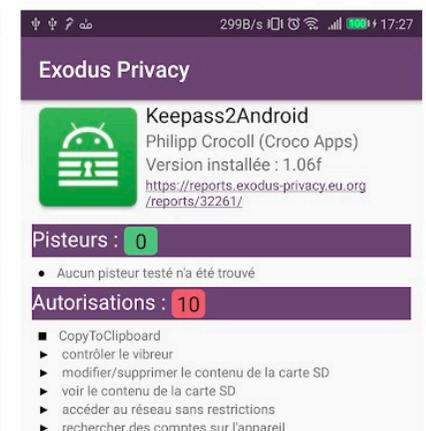 299B/s 100 17:27
Exodus Privacy
Keepass2Android
Philipp Crocoll (Croco Apps)
Version installée : 1.06f
https://reports.exodus-privacy.eu.org
/reports/32261/
Pisteurs : 0
Aucun pisteur testé n'a été trouvé
Autorisations : 10
CopyToClipboard
contrôler le vibreur
modifier/supprimer le contenu de la carte SD
voir le contenu de la carte SD
accéder au réseau sans restrictions
rechercher des comptes sur l'appareil